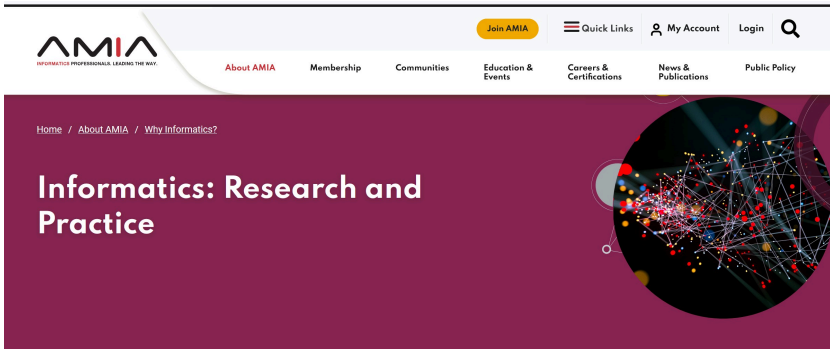 Join AMIA
Quick Links
My Account
Login
AMIA
INFORMATICS PROFESSIONALS. LEADING THE WAY.
About AMIA
Membership
Communities
Education &
Events
Careers &
Certifications
News &
Publications
Public Policy
Home / About AMIA / Why Informatics?
Informatics: Research and
Practice